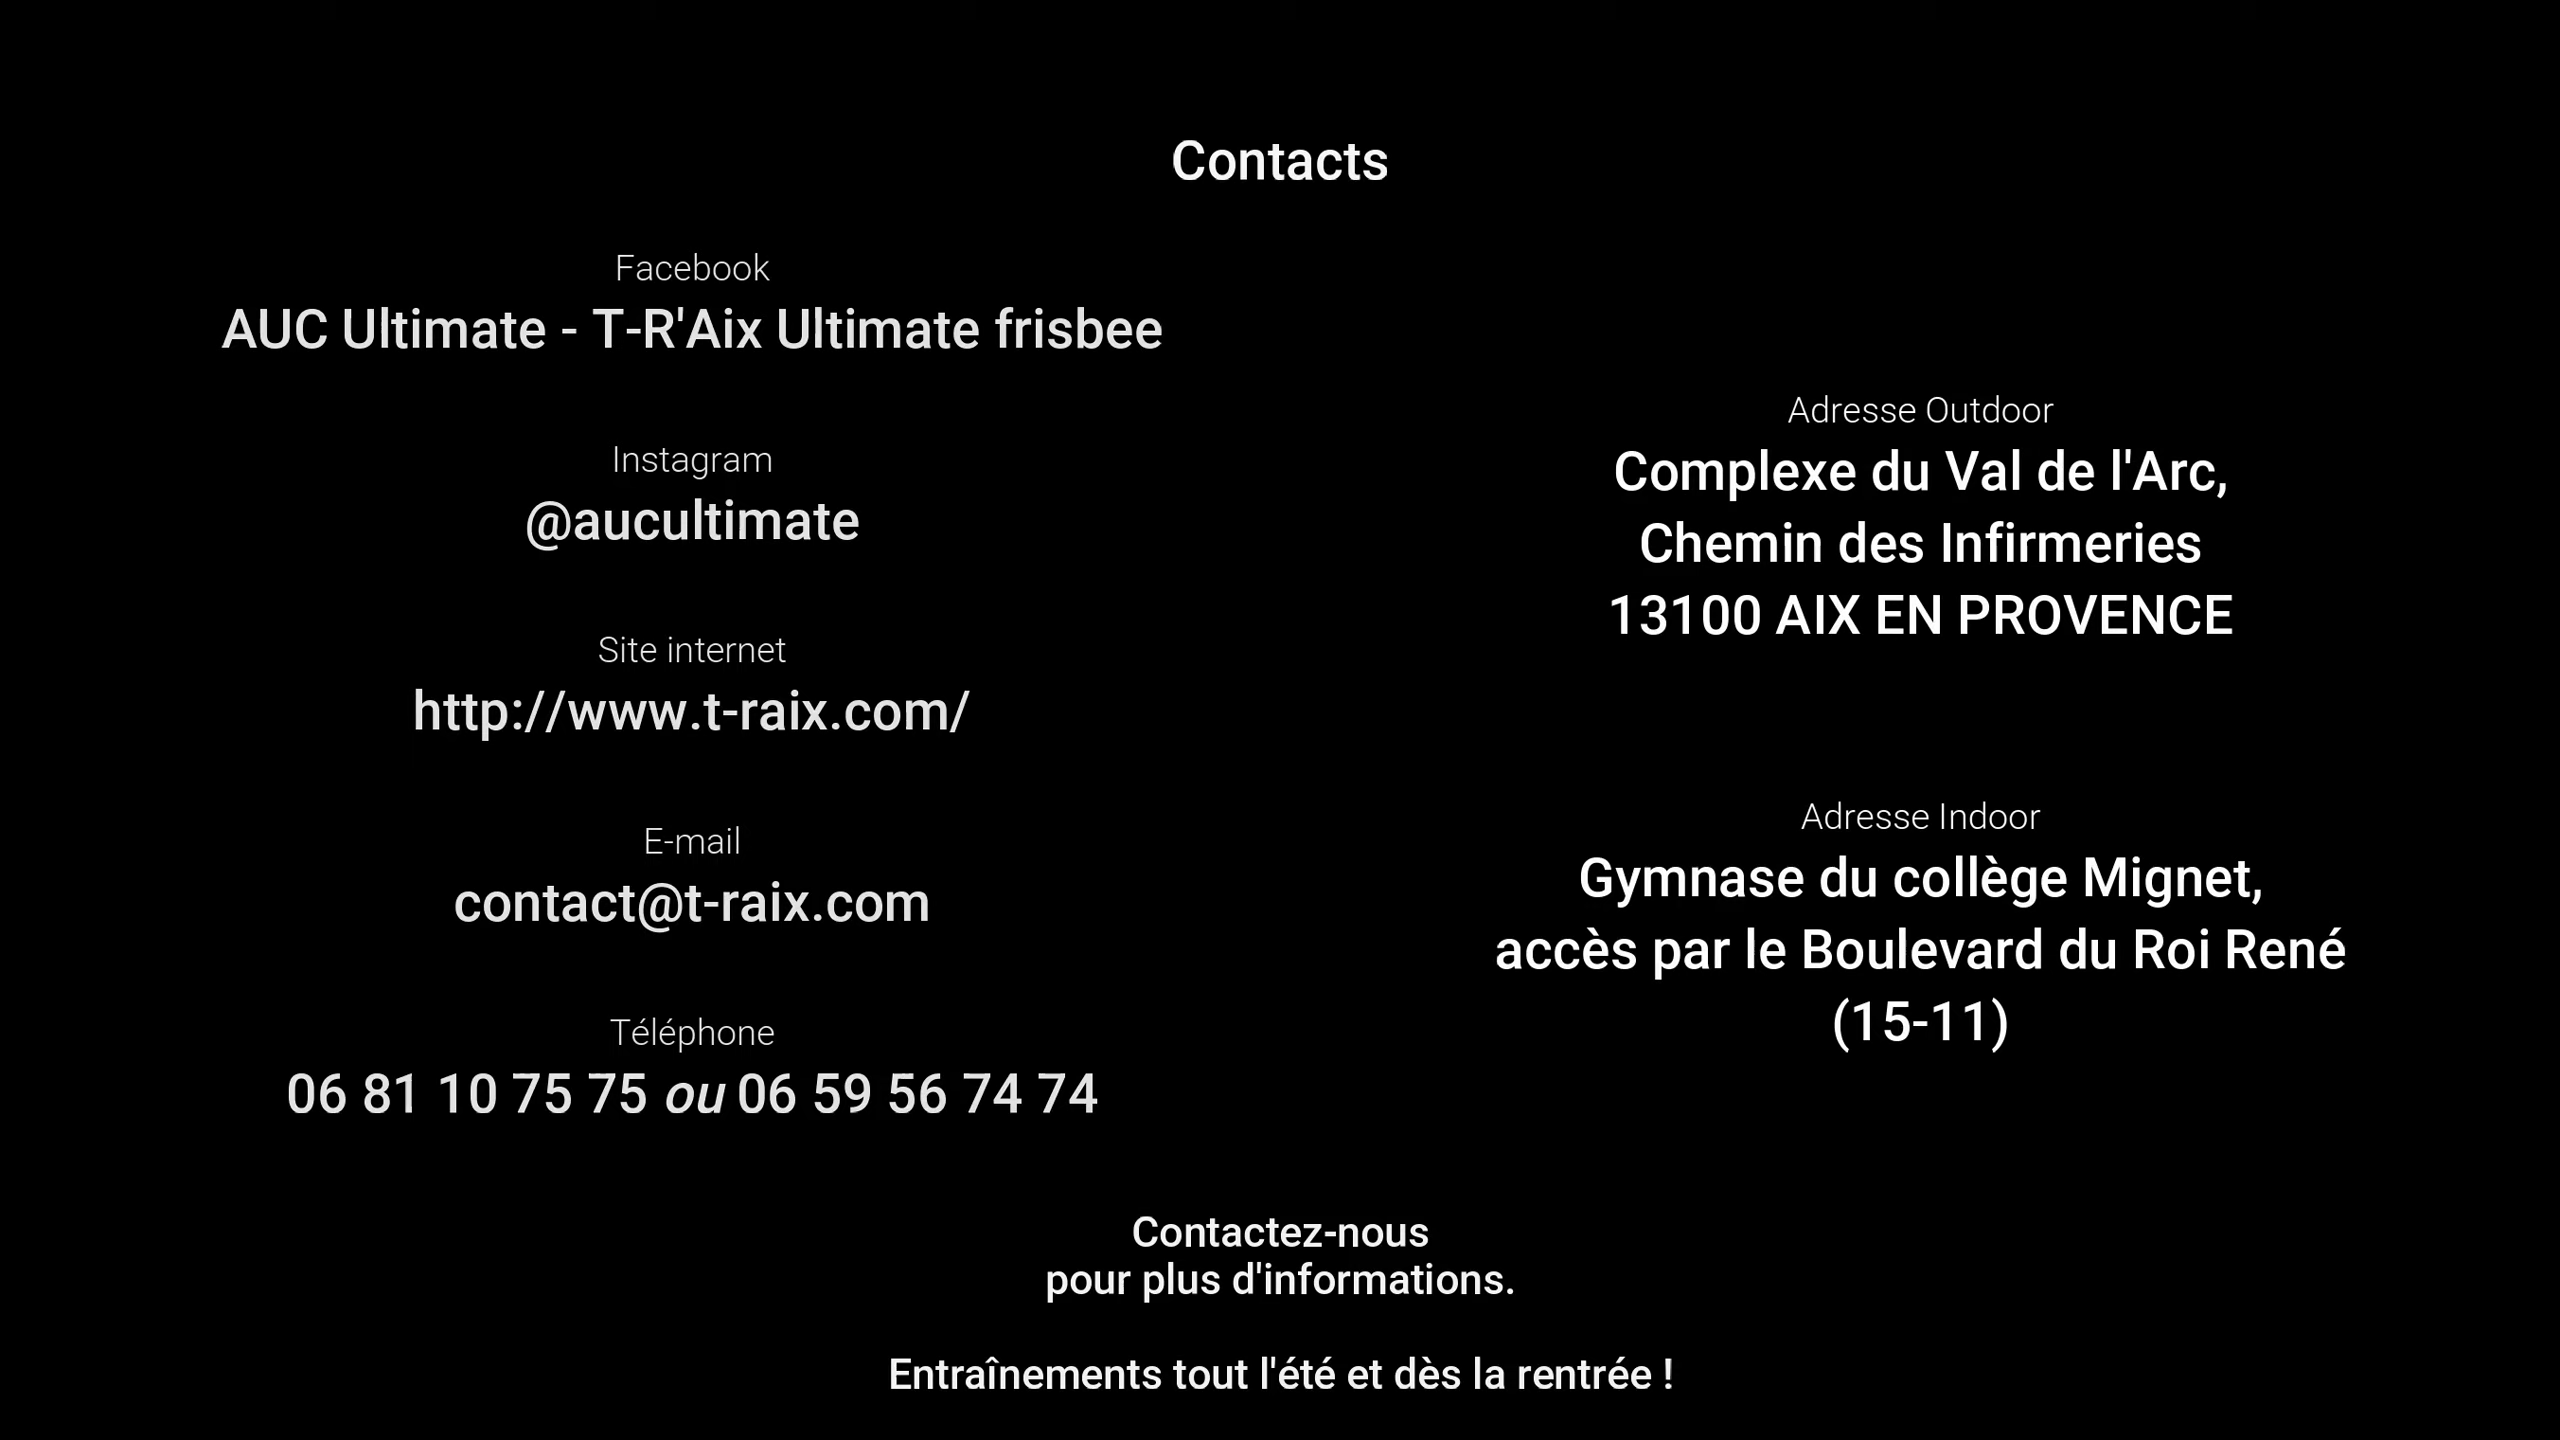 Contacts
Facebook
AUC Ultimate - T-R'Aix Ultimate frisbee
Instagram
@aucultimate
Site internet
http://www.t-raix.com/
E-mail
contact@t-raix.com
Téléphone
06 81 10 75 75 ou 06 59 56 74 74
Adresse Outdoor
Complexe du Val de l'Arc,
Chemin des Infirmeries
13100 AIX EN PROVENCE
Adresse Indoor
Gymnase du collège Mignet,
accès par le Boulevard du Roi René
(15-11)
Contactez-nous
pour plus d'informations.
Entraînements tout l'été et dès la rentrée !